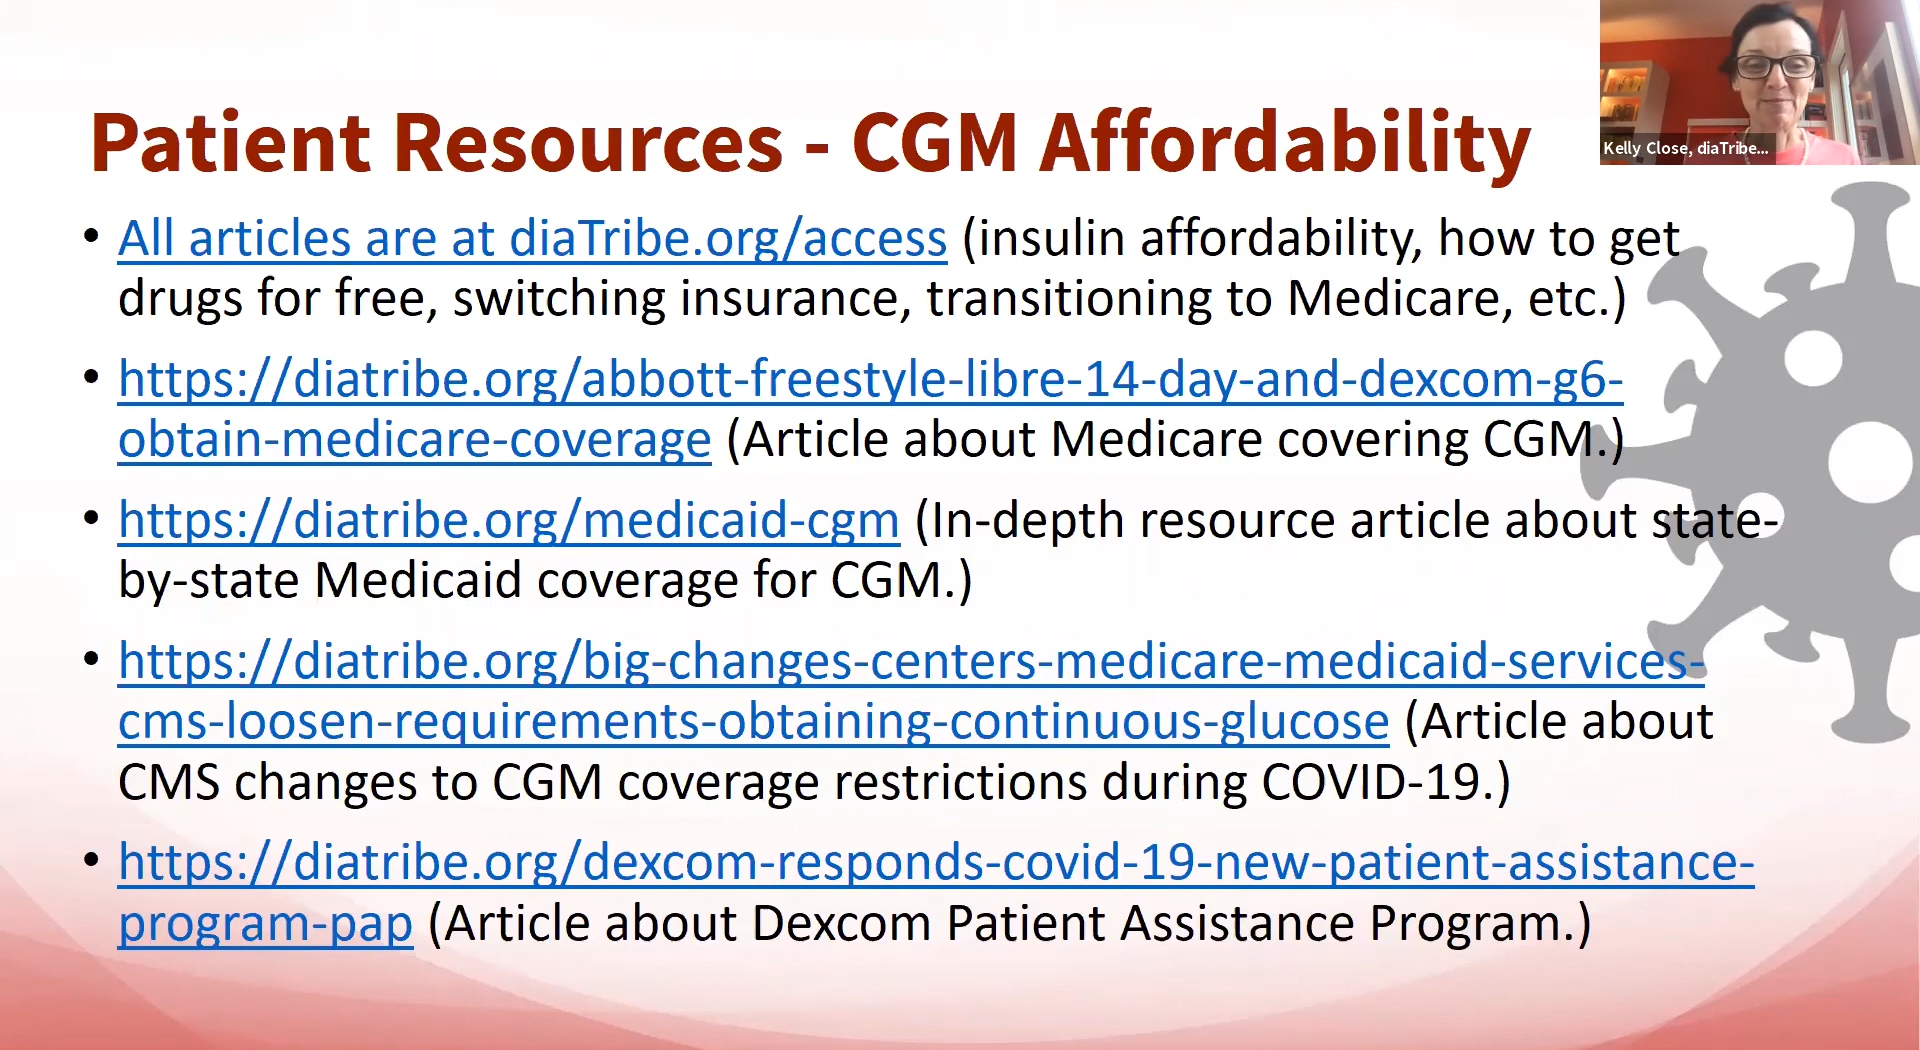 Patient Resources - CGM Affordability
Kelly Close, diaTribe...
• All articles are at diaTribe.org/access (insulin affordability, how to get
drugs for free, switching insurance, transitioning to Medicare, etc.)
• https://diatribe.org/abbott-freestyle-libre-14-day-and-dexcom-g6-
obtain-medicare-coverage (Article about Medicare covering CGM.)
• https://diatribe.org/medicaid-cgm (In-depth resource article about state-
by-state Medicaid coverage for CGM.)
• https://diatribe.org/big-changes-centers-medicare-medicaid-services-
cms-loosen-requirements-obtaining-continuous-glucose (Article about
CMS changes to CGM coverage restrictions during COVID-19.)
• https://diatribe.org/dexcom-responds-covid-19-new-patient-assistance-
program-pap (Article about Dexcom Patient Assistance Program.)